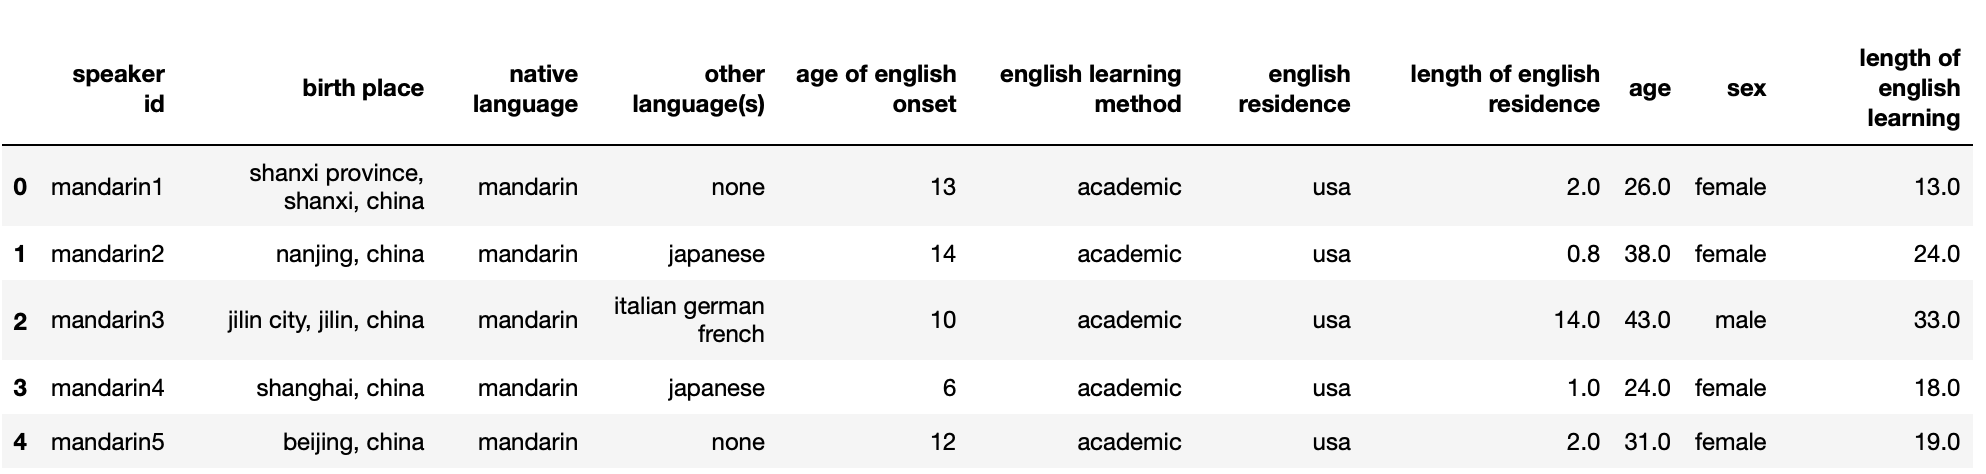 speaker id birth place native language other language(s) age of english onset english learning method english residence length of english residence age sex length of english learning
0 mandarin1 shanxi province, shanxi, china mandarin none 13 academic usa 2.0 26.0 female 13.0
1 mandarin2 nanjing, china mandarin japanese 14 academic usa 0.8 38.0 female 24.0
2 mandarin3 jilin city, jilin, china mandarin italian german french 10 academic usa 14.0 43.0 male 33.0
3 mandarin4 shanghai, china mandarin japanese 6 academic usa 1.0 24.0 female 18.0
4 mandarin5 beijing, china mandarin none 12 academic usa 2.0 31.0 female 19.0